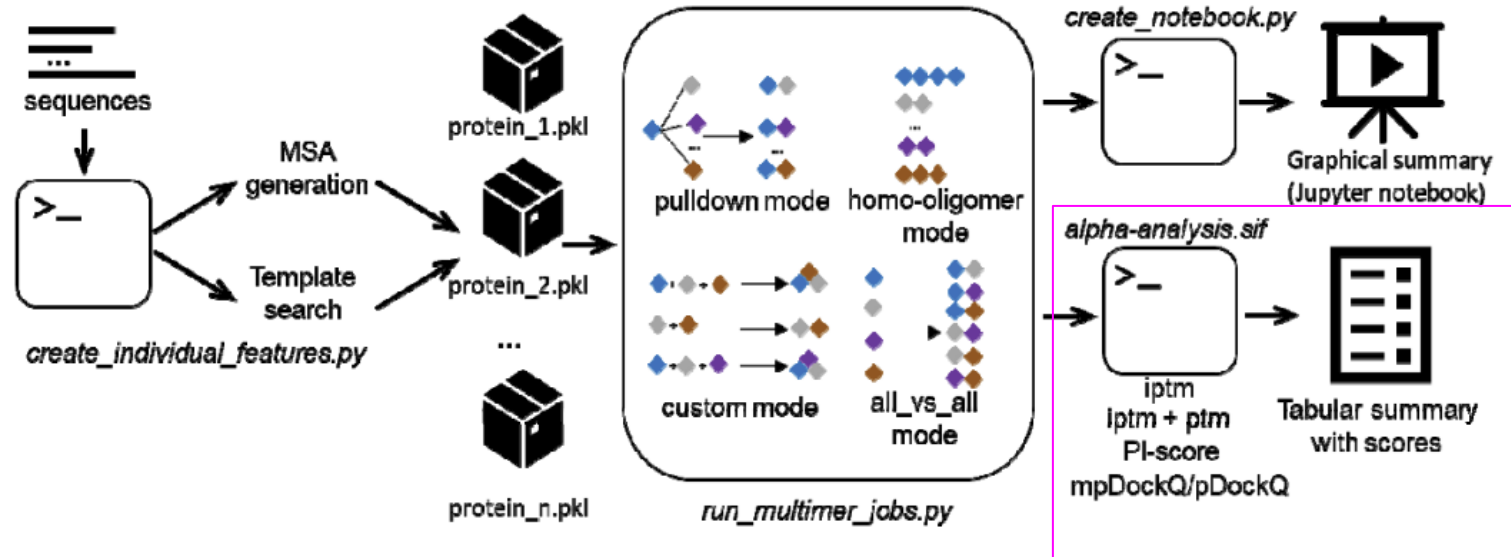 sequences
>_
MSA
generation
Template
search
create_individual_features.py
protein_1.pkl
protein_2.pkl
...
protein_n.pkl
...
...
pulldown mode
...
homo-oligomer
mode
+
+
+
+
+
custom mode
all_vs_all
mode
run_multimer_jobs.py
create_notebook.py
>_
Graphical summary
(Jupyter notebook)
alpha-analysis.sif
>_
iptm
iptm + ptm
PI-score
mpDockQ/pDockQ
Tabular summary
with scores